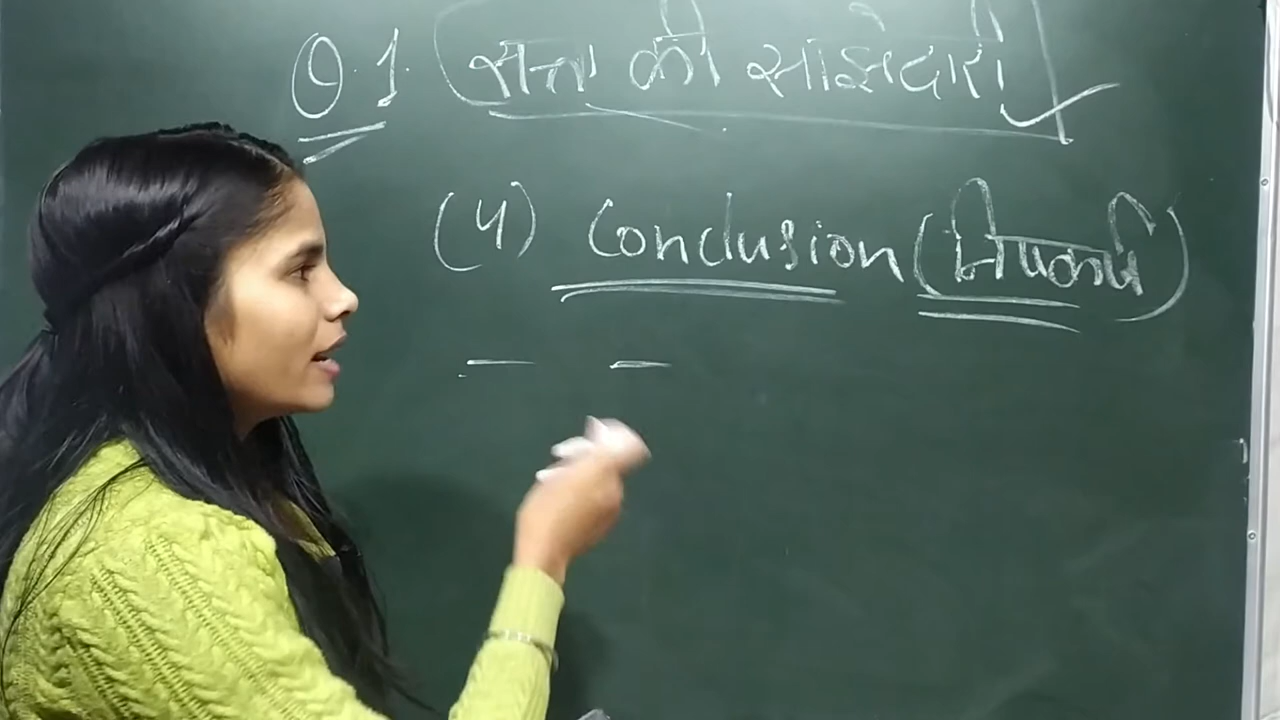 Q.1. सत्ता की साझेदारी
(4) Conclusion (निष्कर्ष)